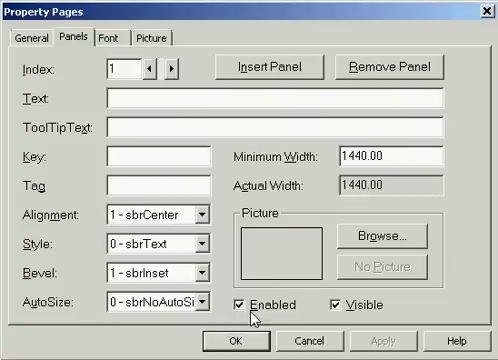 Property Pages
General Panels Font Picture
Index: 1 Insert Panel Remove Panel
Text:
ToolTipText:
Key: Minimum Width: 1440.00
Tag Actual Width: 1440.00
Alignment: 1 - sbrCenter Picture
Style: 0 - sbrText Browse...
Bevel: 1 - sbrInset No Picture
AutoSize: 0 - sbrNoAutoSi Enabled Visible
OK Cancel Apply Help